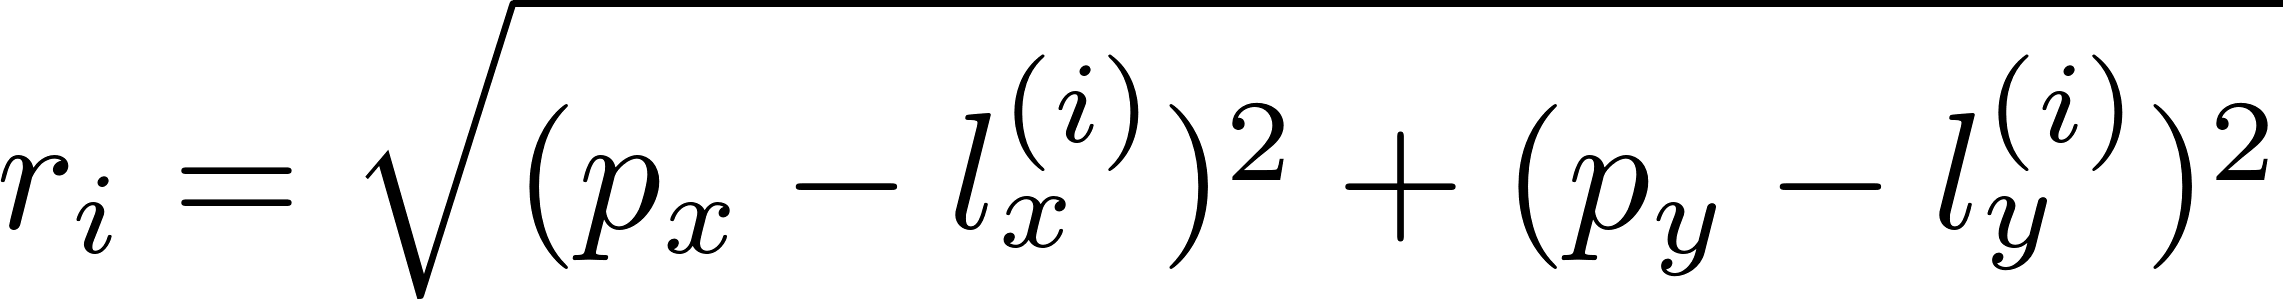 r_i = \sqrt{(p_x - l_x^{(i)})^2 + (p_y - l_y^{(i)})^2}